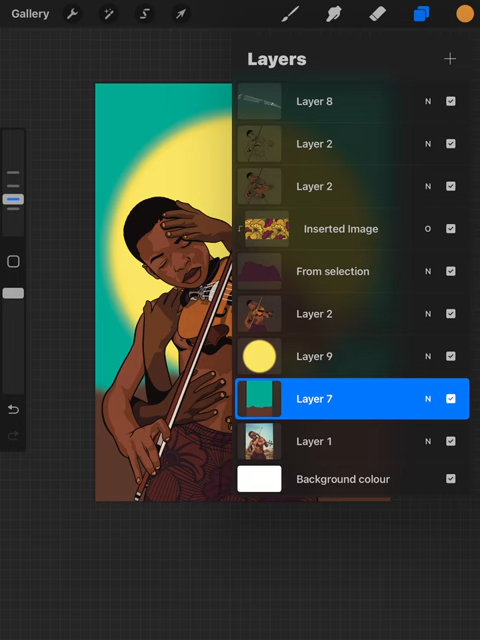 Gallery
Layers
Layer 8 N
Layer 2 N
Layer 2 N
Inserted Image O
From selection N
Layer 2 N
Layer 9 N
Layer 7 N
Layer 1 N
Background colour